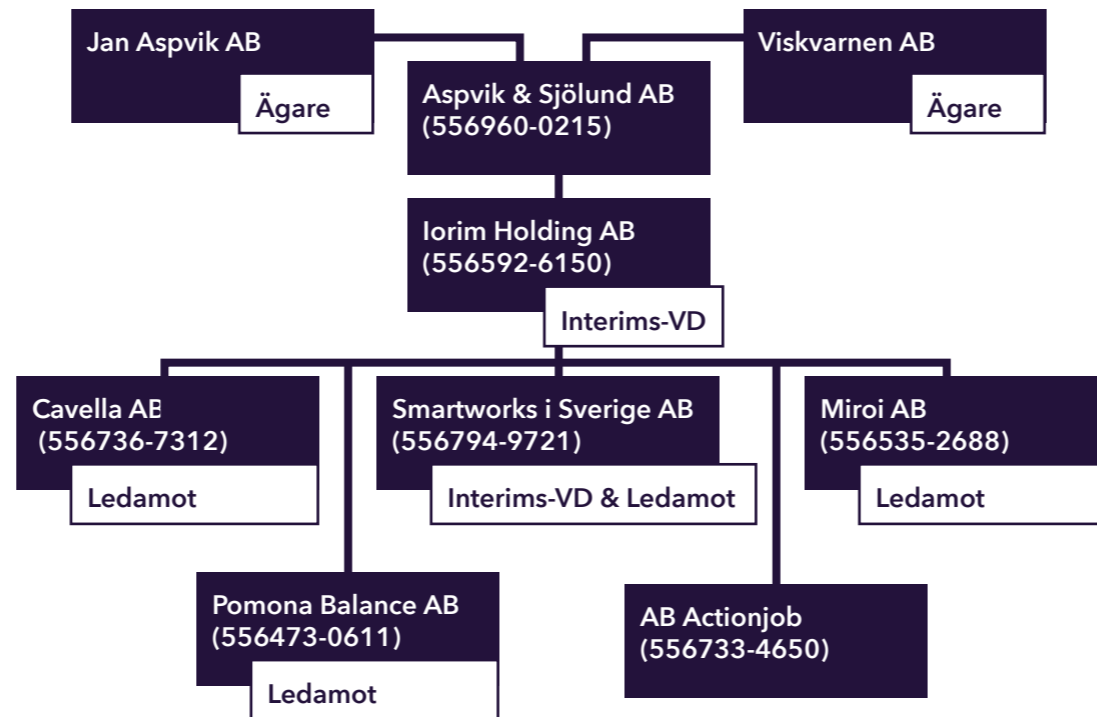 Jan Aspvik AB
Ägare
Viskvarnen AB
Ägare
Aspvik & Sjölund AB
(556960-0215)
Iorim Holding AB
(556592-6150)
Interims-VD
Cavella AB
(556736-7312)
Ledamot
Smartworks i Sverige AB
(556794-9721)
Interims-VD & Ledamot
Miroi AB
(556535-2688)
Ledamot
Pomona Balance AB
(556473-0611)
Ledamot
AB Actionjob
(556733-4650)